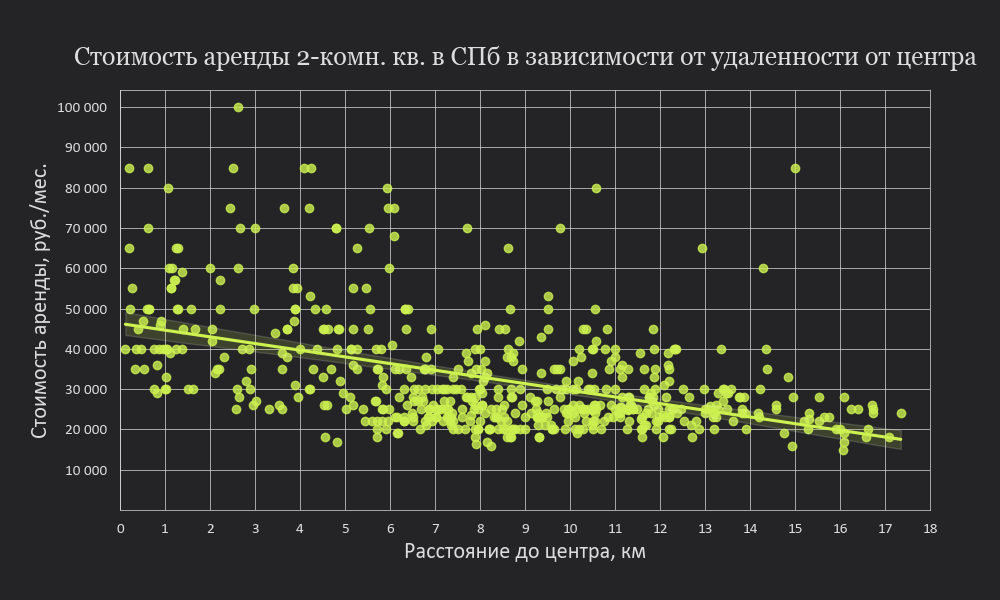 Стоимость аренды 2-комн. кв. в СПб в зависимости от удаленности от центра
Стоимость аренды, руб./мес.
100 000
90 000
80 000
70 000
60 000
50 000
40 000
30 000
20 000
10 000
0 1 2 3 4 5 6 7 8 9 10 11 12 13 14 15 16 17 18
Расстояние до центра, км